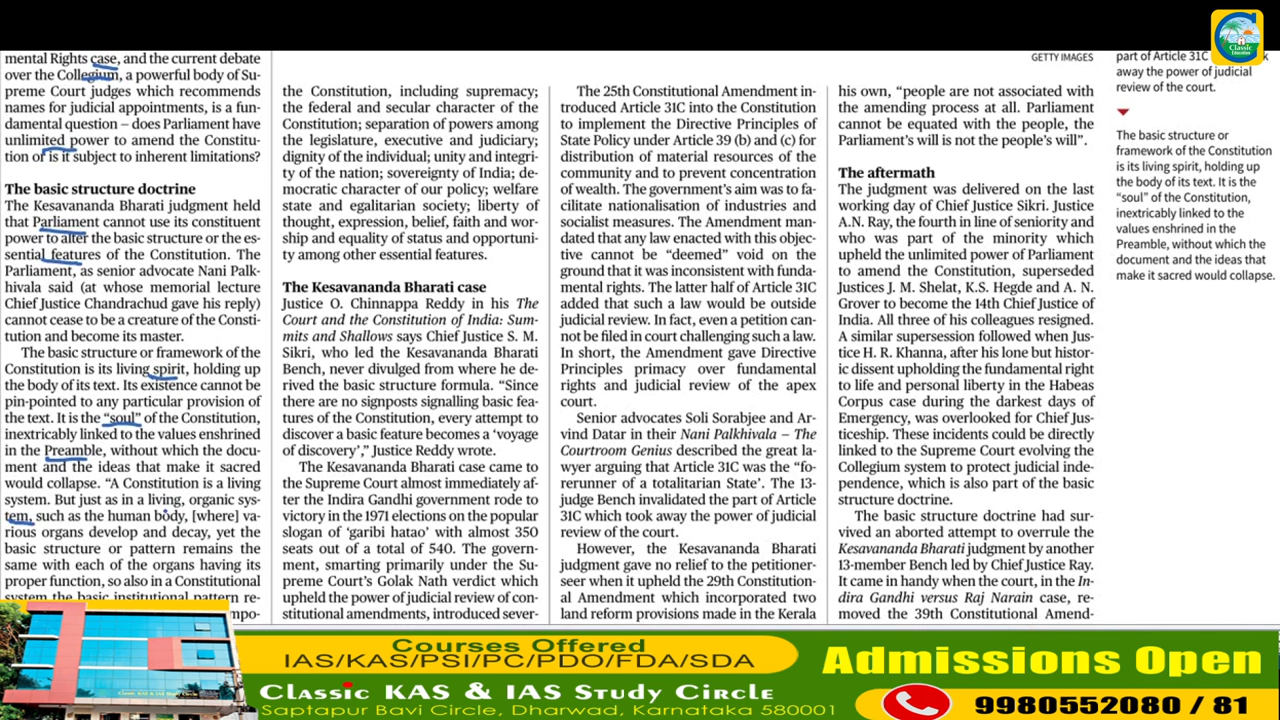 mental Rights case, and the current debate
over the Collegium, a powerful body of Su-
preme Court judges which recommends
names for judicial appointments, is a fun-
damental question – does Parliament have
unlimited power to amend the Constitu-
tion or is it subject to inherent limitations?
The basic structure doctrine
The Kesavananda Bharati judgment held
that Parliament cannot use its constituent
power to alter the basic structure or the es-
sential features of the Constitution. The
Parliament, as senior advocate Nani Palk-
hivala said (at whose memorial lecture
Chief Justice Chandrachud gave his reply)
cannot cease to be a creature of the Consti-
tution and become its master.
The basic structure or framework of the
Constitution is its living spirit, holding up
the body of its text. Its existence cannot be
pin-pointed to any particular provision of
the text. It is the “soul” of the Constitution,
inextricably linked to the values enshrined
in the Preamble, without which the docu-
ment and the ideas that make it sacred
would collapse. “A Constitution is a living
system. But just as in a living, organic sys-
tem, such as the human body, [where] va-
rious organs develop and decay, yet the
basic structure or pattern remains the
same with each of the organs having its
proper function, so also in a Constitutional
system the basic institutional pattern re-
mpo-
the Constitution, including supremacy;
the federal and secular character of the
Constitution; separation of powers among
the legislature, executive and judiciary;
dignity of the individual; unity and integri-
ty of the nation; sovereignty of India; de-
mocratic character of our policy; welfare
state and egalitarian society; liberty of
thought, expression, belief, faith and wor-
ship and equality of status and opportuni-
ty among other essential features.
The Kesavananda Bharati case
Justice O. Chinnappa Reddy in his The
Court and the Constitution of India: Sum-
mits and Shallows says Chief Justice S. M.
Sikri, who led the Kesavananda Bharati
Bench, never divulged from where he de-
rived the basic structure formula. “Since
there are no signposts signalling basic fea-
tures of the Constitution, every attempt to
discover a basic feature becomes a ‘voyage
of discovery’,” Justice Reddy wrote.
The Kesavananda Bharati case came to
the Supreme Court almost immediately af-
ter the Indira Gandhi government rode to
victory in the 1971 elections on the popular
slogan of ‘garibi hatao’ with almost 350
seats out of a total of 540. The govern-
ment, smarting primarily under the Su-
preme Court’s Golak Nath verdict which
upheld the power of judicial review of con-
stitutional amendments, introduced sever-
The 25th Constitutional Amendment in-
troduced Article 31C into the Constitution
to implement the Directive Principles of
State Policy under Article 39 (b) and (c) for
distribution of material resources of the
community and to prevent concentration
of wealth. The government’s aim was to fa-
cilitate nationalisation of industries and
socialist measures. The Amendment man-
dated that any law enacted with this objec-
tive cannot be “deemed” void on the
ground that it was inconsistent with funda-
mental rights. The latter half of Article 31C
added that such a law would be outside
judicial review. In fact, even a petition can-
not be filed in court challenging such a law.
In short, the Amendment gave Directive
Principles primacy over fundamental
rights and judicial review of the apex
court.
Senior advocates Soli Sorabjee and Ar-
vind Datar in their Nani Palkhivala – The
Courtroom Genius described the great la-
wyer arguing that Article 31C was the “fo-
rerunner of a totalitarian State’. The 13-
judge Bench invalidated the part of Article
31C which took away the power of judicial
review of the court.
However, the Kesavananda Bharati
judgment gave no relief to the petitioner-
seer when it upheld the 29th Constitution-
al Amendment which incorporated two
land reform provisions made in the Kerala
GETTY IMAGES
his own, “people are not associated with
the amending process at all. Parliament
cannot be equated with the people, the
Parliament’s will is not the people’s will”.
The aftermath
The judgment was delivered on the last
working day of Chief Justice Sikri. Justice
A.N. Ray, the fourth in line of seniority and
who was part of the minority which
upheld the unlimited power of Parliament
to amend the Constitution, superseded
Justices J. M. Shelat, K.S. Hegde and A. N.
Grover to become the 14th Chief Justice of
India. All three of his colleagues resigned.
A similar supersession followed when Jus-
tice H. R. Khanna, after his lone but histor-
ic dissent upholding the fundamental right
to life and personal liberty in the Habeas
Corpus case during the darkest days of
Emergency, was overlooked for Chief Jus-
ticeship. These incidents could be directly
linked to the Supreme Court evolving the
Collegium system to protect judicial inde-
pendence, which is also part of the basic
structure doctrine.
The basic structure doctrine had sur-
vived an aborted attempt to overrule the
Kesavananda Bharati judgment by another
13-member Bench led by Chief Justice Ray.
It came in handy when the court, in the In-
dira Gandhi versus Raj Narain case, re-
moved the 39th Constitutional Amend-
part of Article 31C
away the power of judicial
review of the court.
The basic structure or
framework of the Constitution
is its living spirit, holding up
the body of its text. It is the
“soul” of the Constitution,
inextricably linked to the
values enshrined in the
Preamble, without which the
document and the ideas that
make it sacred would collapse.
Classic
Education
Courses Offered
IAS/KAS/PSI/PC/PDO/FDA/SDA
Classic KAS & IAS Study Circle
Saptapur Bavi Circle, Dharwad, Karnataka 580001
Admissions Open
9980552080 / 81